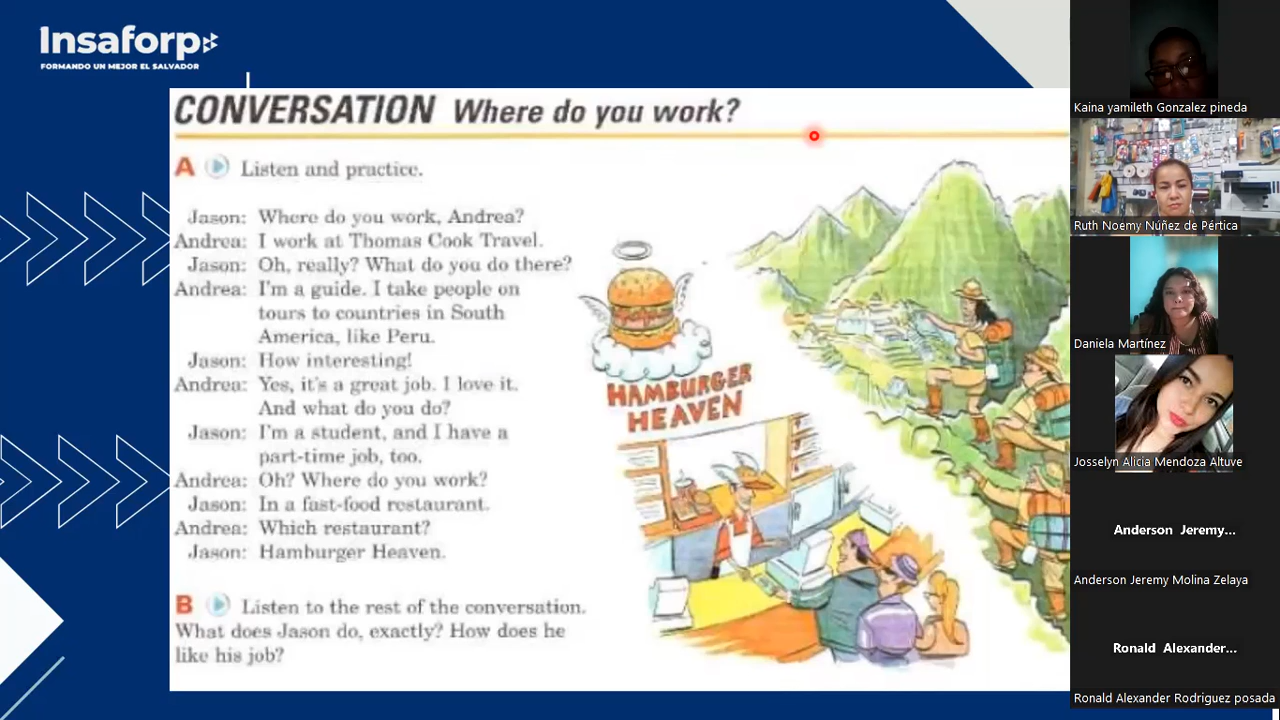 Insaforp
FORMANDO UN MEJOR EL SALVADOR
CONVERSATION Where do you work?
A Listen and practice.
Jason: Where do you work, Andrea?
Andrea: I work at Thomas Cook Travel.
Jason: Oh, really? What do you do there?
Andrea: I'm a guide. I take people on
tours to countries in South
America, like Peru.
Jason: How interesting!
Andrea: Yes, it's a great job. I love it.
And what do you do?
Jason: I'm a student, and I have a
part-time job, too.
Andrea: Oh? Where do you work?
Jason: In a fast-food restaurant.
Andrea: Which restaurant?
Jason: Hamburger Heaven.
B Listen to the rest of the conversation.
What does Jason do, exactly? How does he
like his job?
HAMBURGER
HEAVEN
Kaina yamileth Gonzalez pineda
Ruth Noemy Núñez de Pértica
Daniela Martínez
Josselyn Alicia Mendoza Altuve
Anderson Jeremy...
Anderson Jeremy Molina Zelaya
Ronald Alexander...
Ronald Alexander Rodriguez posada